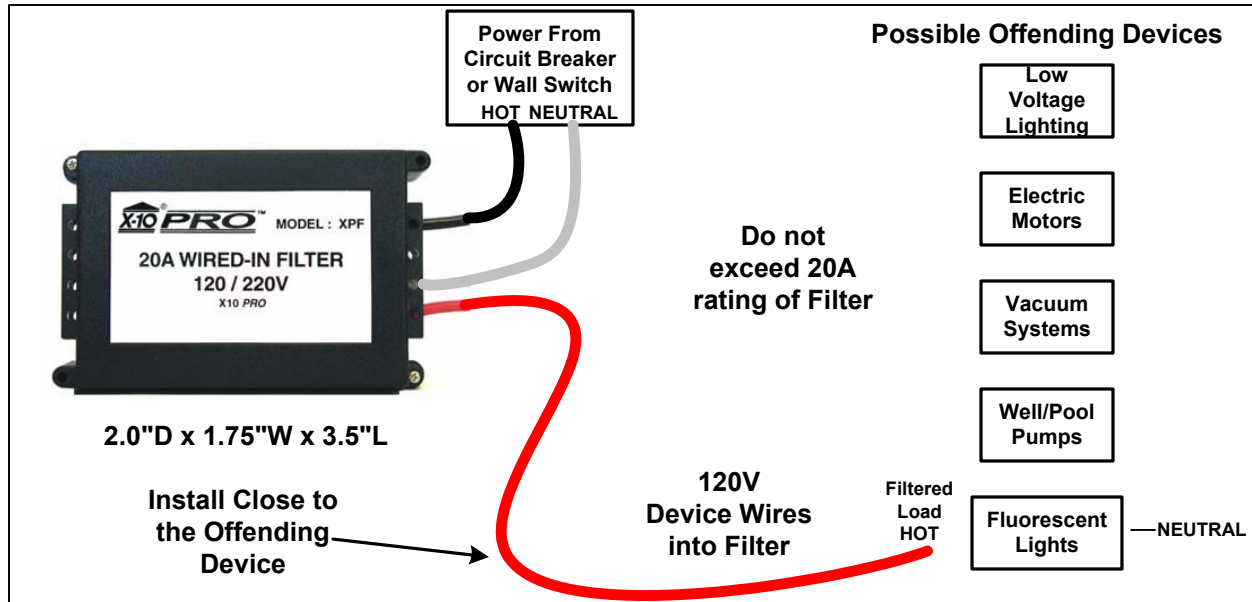 Power From
Circuit Breaker
or Wall Switch
HOT NEUTRAL
Possible Offending Devices
Low
Voltage
Lighting
Electric
Motors
Vacuum
Systems
Well/Pool
Pumps
Fluorescent
Lights
NEUTRAL
X-10® PRO™ MODEL : XPF
20A WIRED-IN FILTER
120 / 220V
X10 PRO
Do not
exceed 20A
rating of Filter
2.0"D x 1.75"W x 3.5"L
Install Close to
the Offending
Device
120V
Device Wires
into Filter
Filtered
Load
HOT